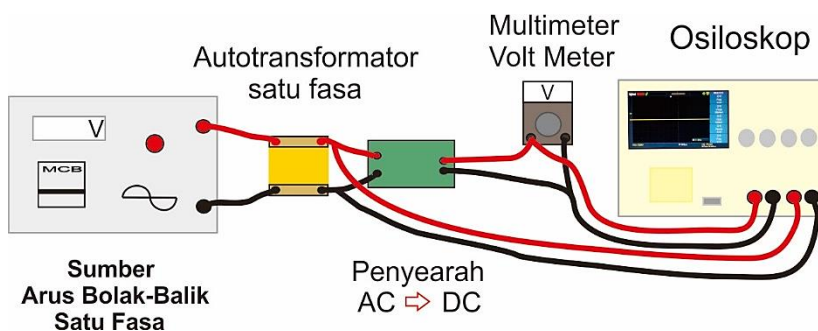 Autotransformator
satu fasa
Multimeter
Volt Meter
Osiloskop
V
V
MCB
Sumber
Arus Bolak-Balik
Satu Fasa
Penyearah
AC ⇨ DC